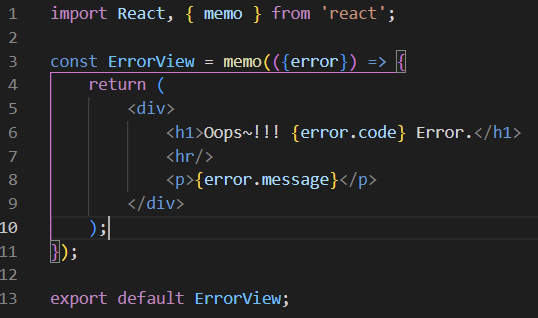 1 import React, { memo } from 'react';
2
3 const ErrorView = memo(({error}) => {
4     return (
5         <div>
6             <h1>Oops~!!! {error.code} Error.</h1>
7             <hr/>
8             <p>{error.message}</p>
9         </div>
10     );
11 });
12
13 export default ErrorView;